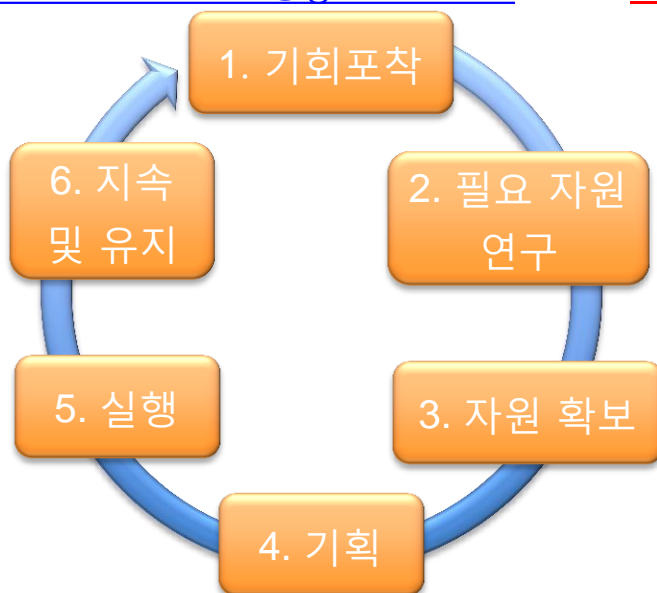 1. 기회포착
2. 필요 자원
연구
3. 자원 확보
4. 기획
5. 실행
6. 지속
및 유지